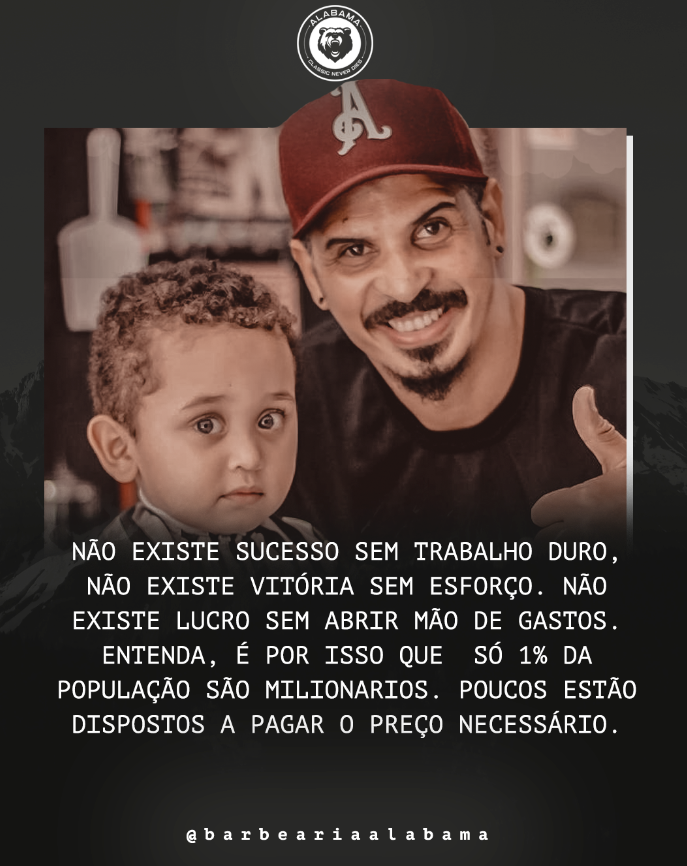 ALABAMA
CLASSIC NEVER DIES
A
NÃO EXISTE SUCESSO SEM TRABALHO DURO,
NÃO EXISTE VITÓRIA SEM ESFORÇO. NÃO
EXISTE LUCRO SEM ABRIR MÃO DE GASTOS.
ENTENDA, É POR ISSO QUE  SÓ 1% DA
POPULAÇÃO SÃO MILIONARIOS. POUCOS ESTÃO
DISPOSTOS A PAGAR O PREÇO NECESSÁRIO.
@barbeariaalabama